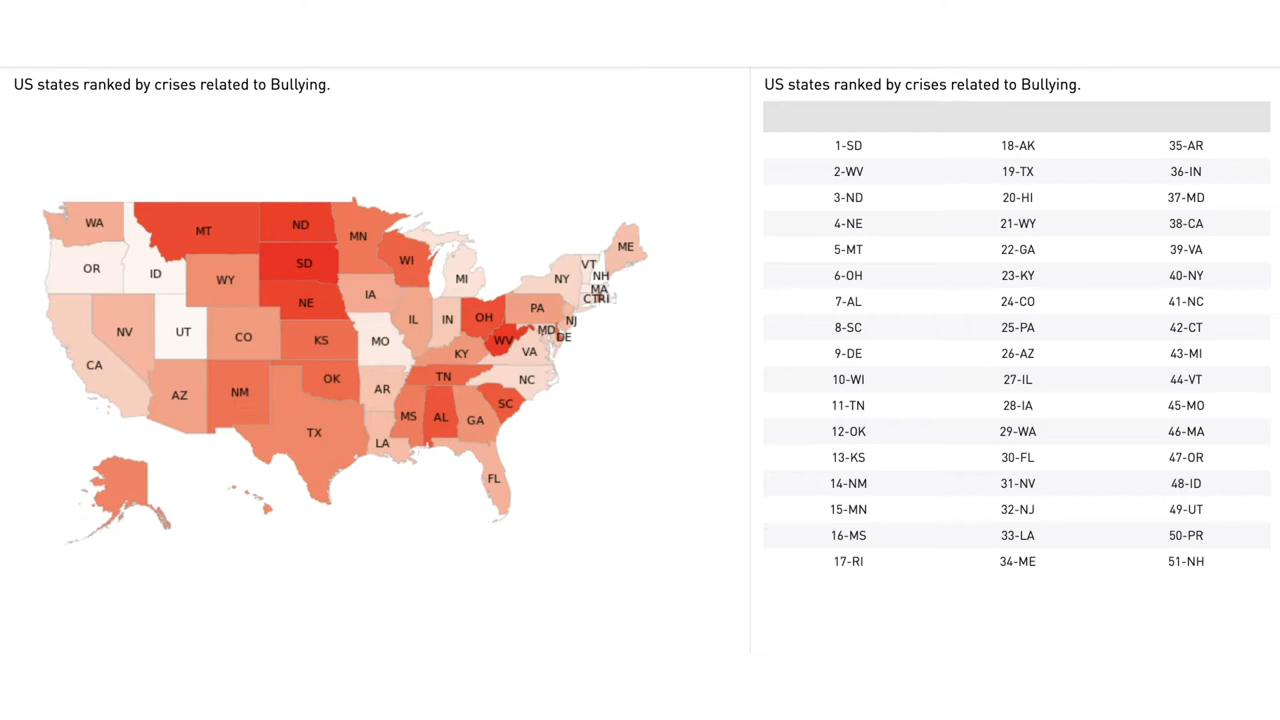 US states ranked by crises related to Bullying.
WA
MT
ND
MN
ME
OR
ID
SD
WI
VT
NH
WY
MI
NY
MA
CTRI
NE
IA
PA
NV
UT
CO
IL
IN
OH
NJ
MD
DE
CA
KS
MO
KY
WV
VA
AZ
NM
OK
AR
TN
NC
TX
MS
AL
GA
SC
LA
FL
US states ranked by crises related to Bullying.
1-SD 18-AK 35-AR
2-WV 19-TX 36-IN
3-ND 20-HI 37-MD
4-NE 21-WY 38-CA
5-MT 22-GA 39-VA
6-OH 23-KY 40-NY
7-AL 24-CO 41-NC
8-SC 25-PA 42-CT
9-DE 26-AZ 43-MI
10-WI 27-IL 44-VT
11-TN 28-IA 45-MO
12-OK 29-WA 46-MA
13-KS 30-FL 47-OR
14-NM 31-NV 48-ID
15-MN 32-NJ 49-UT
16-MS 33-LA 50-PR
17-RI 34-ME 51-NH